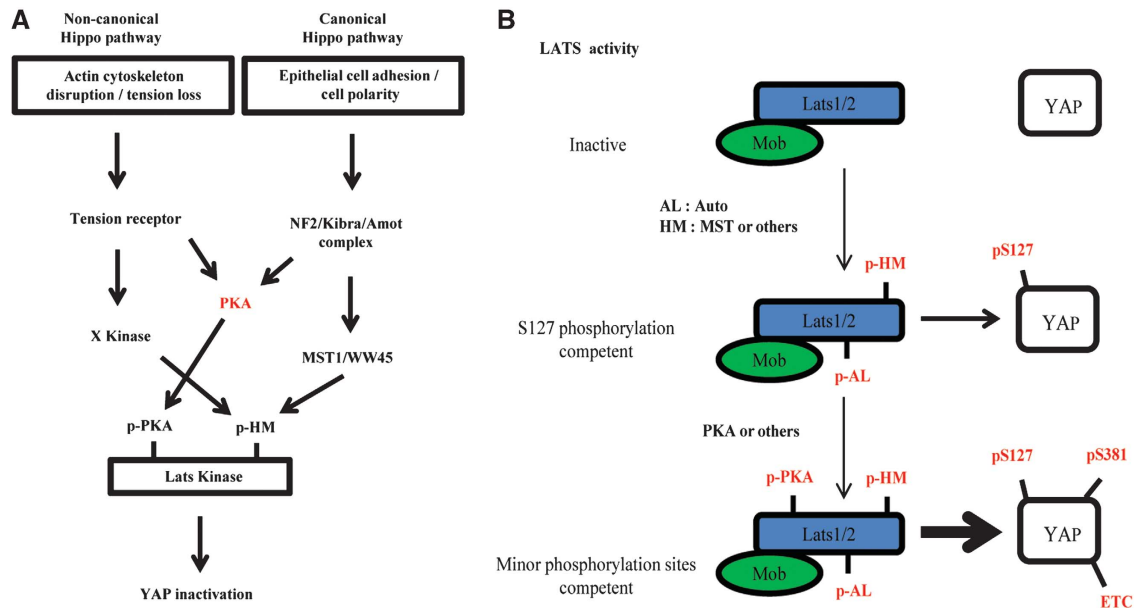 A
Non-canonical
Hippo pathway
Canonical
Hippo pathway
Actin cytoskeleton
disruption / tension loss
Epithelial cell adhesion /
cell polarity
Tension receptor
NF2/Kibra/Amot
complex
PKA
X Kinase
MST1/WW45
p-PKA
p-HM
Lats Kinase
YAP inactivation
B
LATS activity
Inactive
Lats1/2
Mob
YAP
AL : Auto
HM : MST or others
p-HM
pS127
S127 phosphorylation
competent
Lats1/2
Mob
p-AL
YAP
PKA or others
p-PKA
p-HM
pS127
pS381
Minor phosphorylation sites
competent
Lats1/2
Mob
p-AL
YAP
ETC